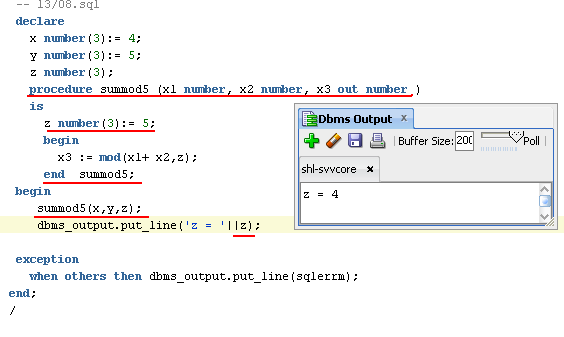 -- 13/08.sql
declare
x number(3):= 4;
y number(3):= 5;
z number(3);
procedure summod5 (x1 number, x2 number, x3 out number )
is
z number(3):= 5;
begin
x3 := mod(x1+ x2,z);
end summod5;
begin
summod5(x,y,z);
dbms_output.put_line('z = '||z);
exception
when others then dbms_output.put_line(sqlerrm);
end;
/
Dbms Output x
Buffer Size: 200 Poll
shl-svvcore x
z = 4